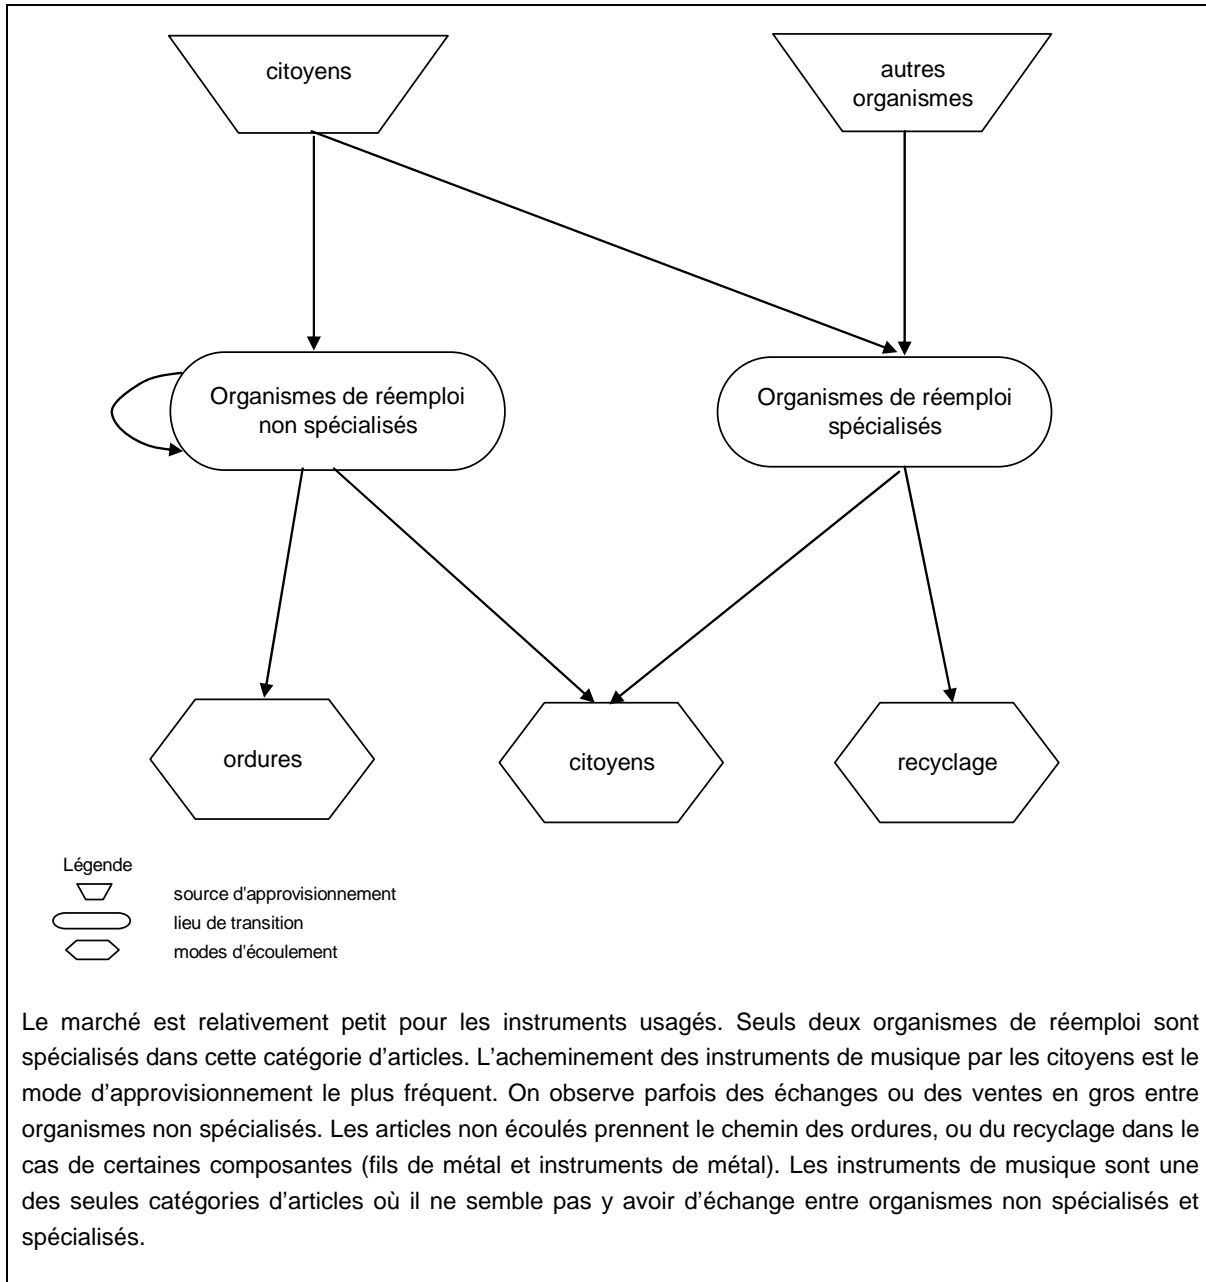 citoyens
autres
organismes
Organismes de réemploi
non spécialisés
Organismes de réemploi
spécialisés
ordures
citoyens
recyclage
Légende
source d'approvisionnement
lieu de transition
modes d'écoulement
Le marché est relativement petit pour les instruments usagés. Seuls deux organismes de réemploi sont
spécialisés dans cette catégorie d’articles. L’acheminement des instruments de musique par les citoyens est le
mode d’approvisionnement le plus fréquent. On observe parfois des échanges ou des ventes en gros entre
organismes non spécialisés. Les articles non écoulés prennent le chemin des ordures, ou du recyclage dans le
cas de certaines composantes (fils de métal et instruments de métal). Les instruments de musique sont une
des seules catégories d’articles où il ne semble pas y avoir d’échange entre organismes non spécialisés et
spécialisés.